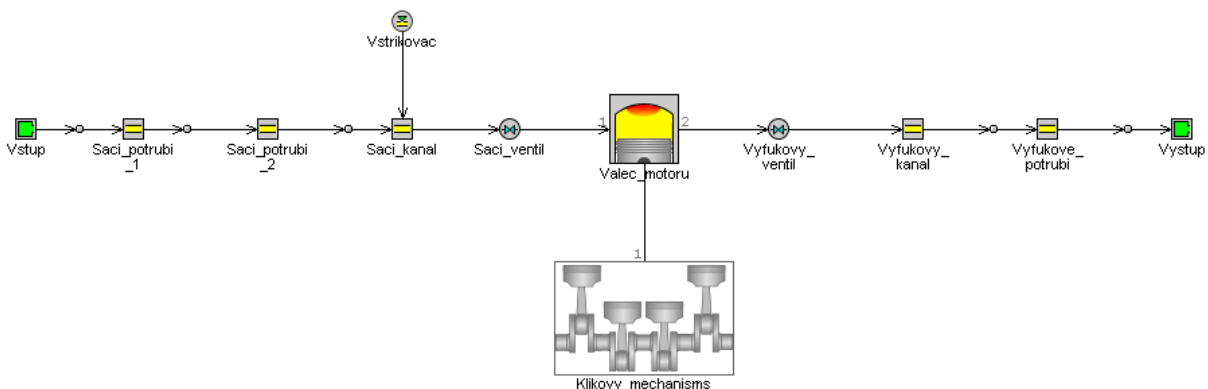 Vstrikovac
Vstup
Saci_potrubi
_1
Saci_potrubi
_2
Saci_kanal
Saci_ventil
1
2
Valec_motoru
Vyfukovy_
ventil
Vyfukovy_
kanal
Vyfukove_
potrubi
Vystup
1
Klikovy_mechanisms